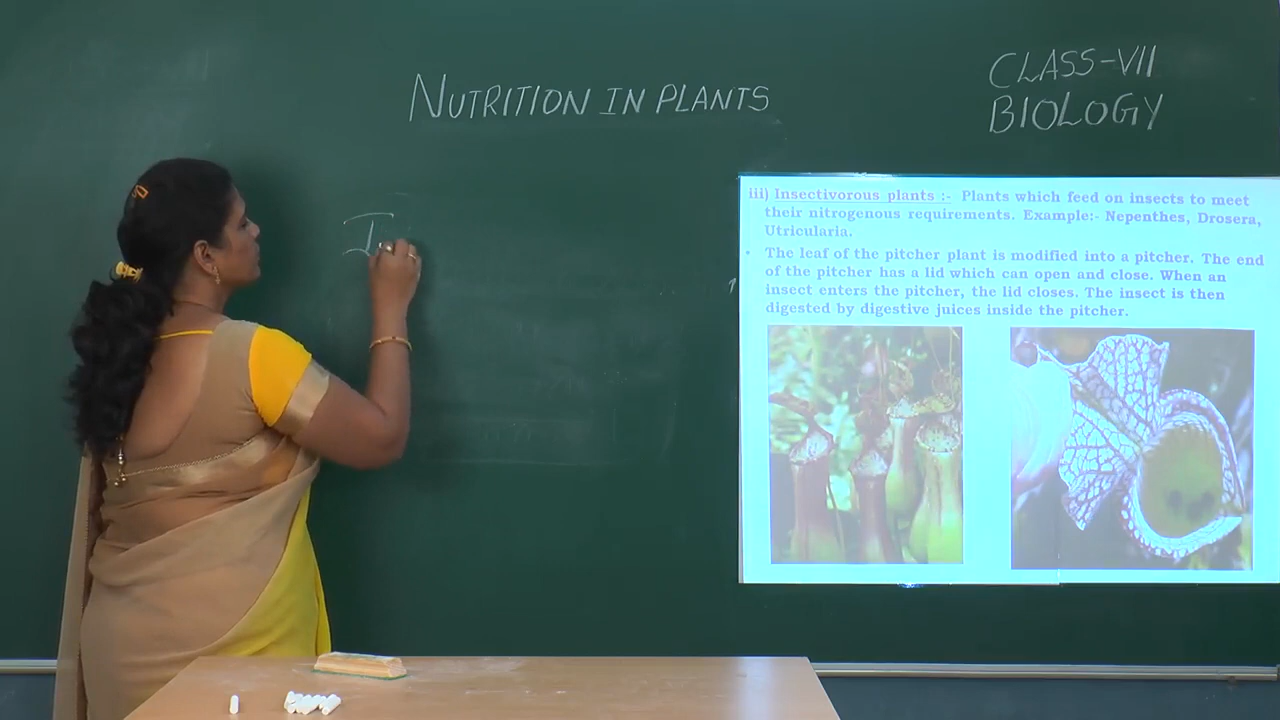 NUTRITION IN PLANTS
CLASS-VII
BIOLOGY
I
iii) Insectivorous plants :- Plants which feed on insects to meet
their nitrogenous requirements. Example:- Nepenthes, Drosera,
Utricularia.
• The leaf of the pitcher plant is modified into a pitcher. The end
of the pitcher has a lid which can open and close. When an
insect enters the pitcher, the lid closes. The insect is then
digested by digestive juices inside the pitcher.